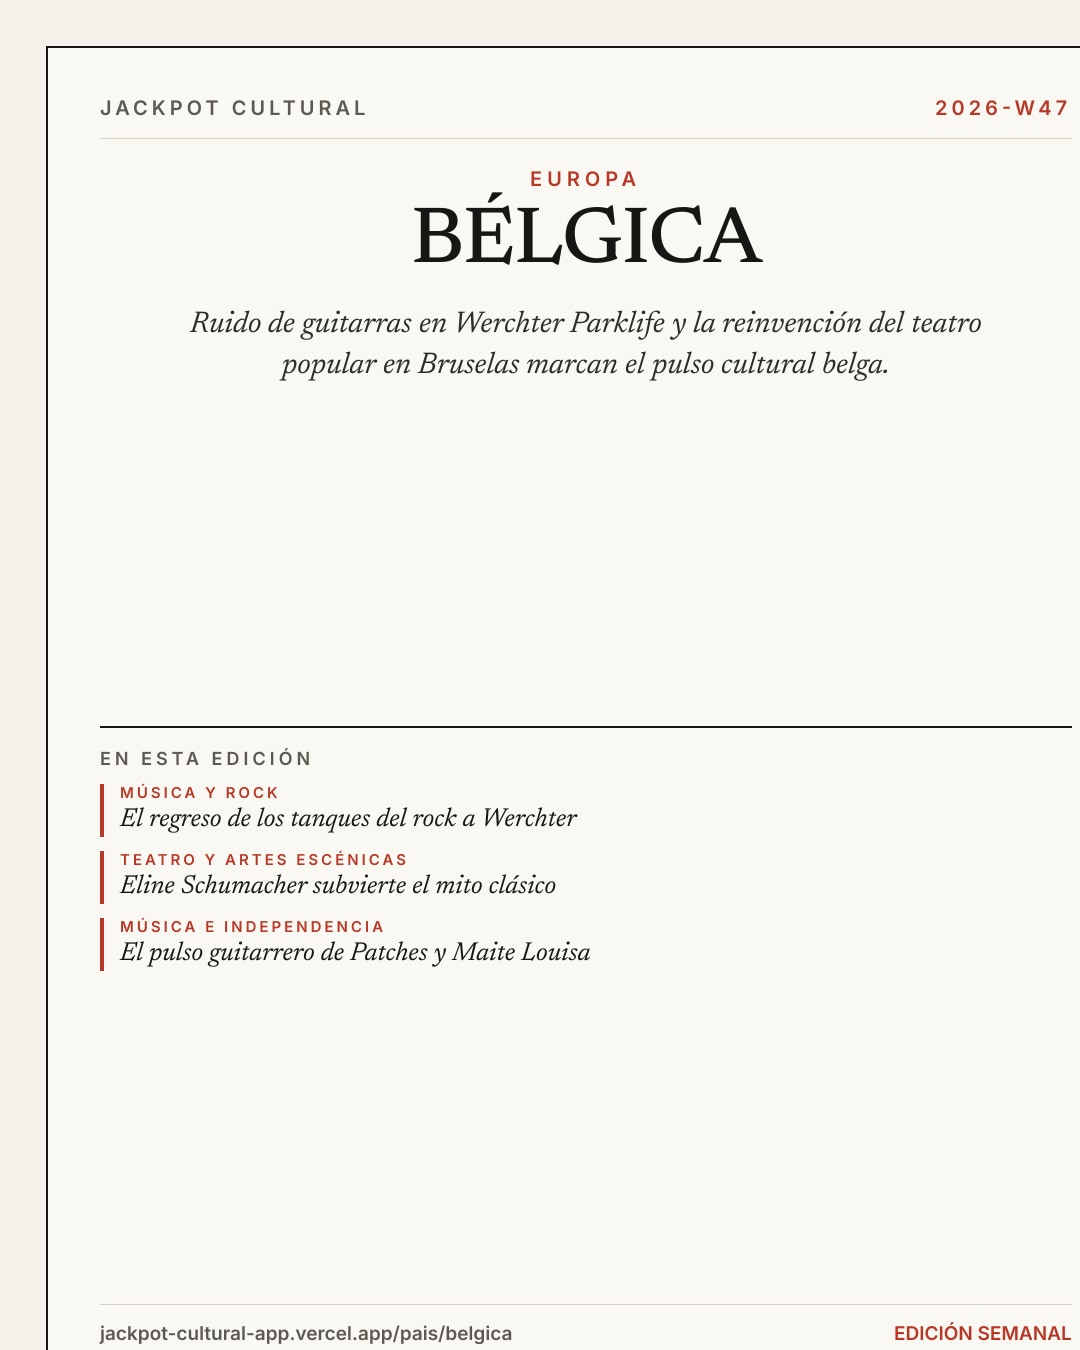 JACKPOT CULTURAL
2026-W47
EUROPA
BÉLGICA
Ruido de guitarras en Werchter Parklife y la reinvención del teatro
popular en Bruselas marcan el pulso cultural belga.
EN ESTA EDICIÓN
MÚSICA Y ROCK
El regreso de los tanques del rock a Werchter
TEATRO Y ARTES ESCÉNICAS
Eline Schumacher subvierte el mito clásico
MÚSICA E INDEPENDENCIA
El pulso guitarrero de Patches y Maite Louisa
jackpot-cultural-app.vercel.app/pais/belgica
EDICIÓN SEMANAL